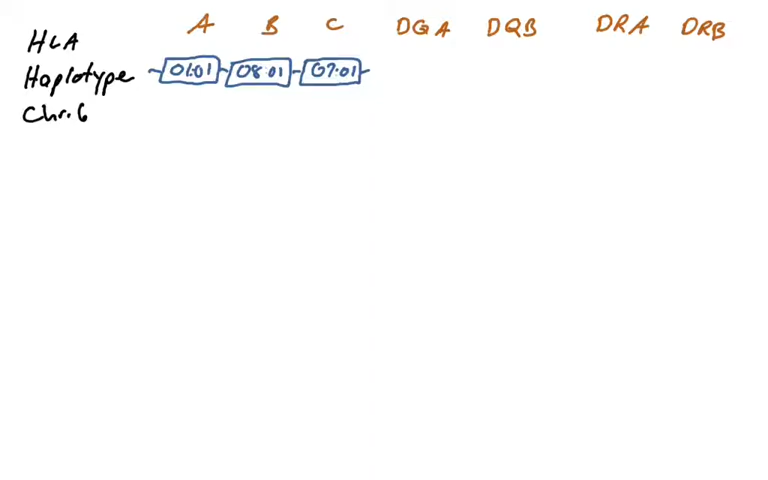 A B C DQA DQB DRA DRB
HLA
Haplotype 01:01 08:01 07:01
Chr. 6